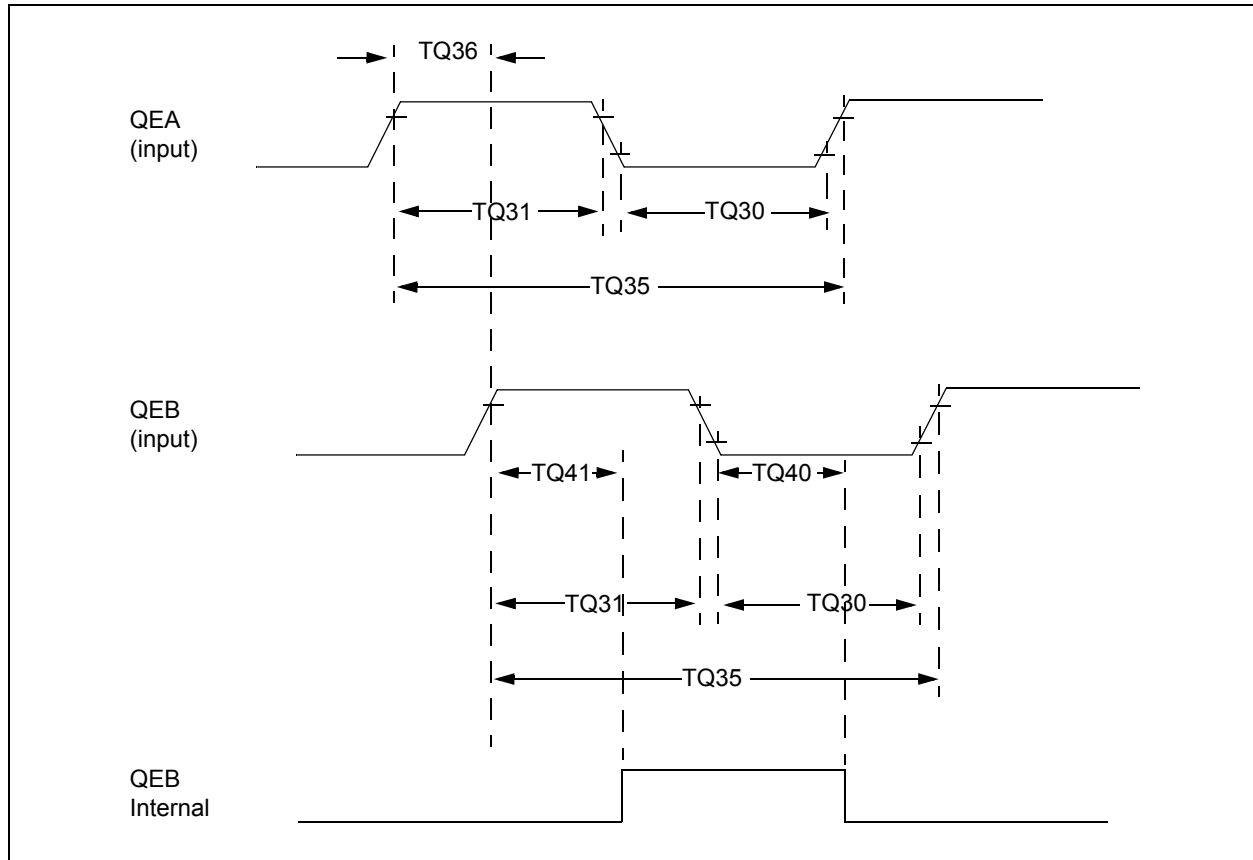 TQ36
QEA
(input)
TQ31
TQ30
TQ35
QEB
(input)
TQ41
TQ40
TQ31
TQ30
TQ35
QEB
Internal